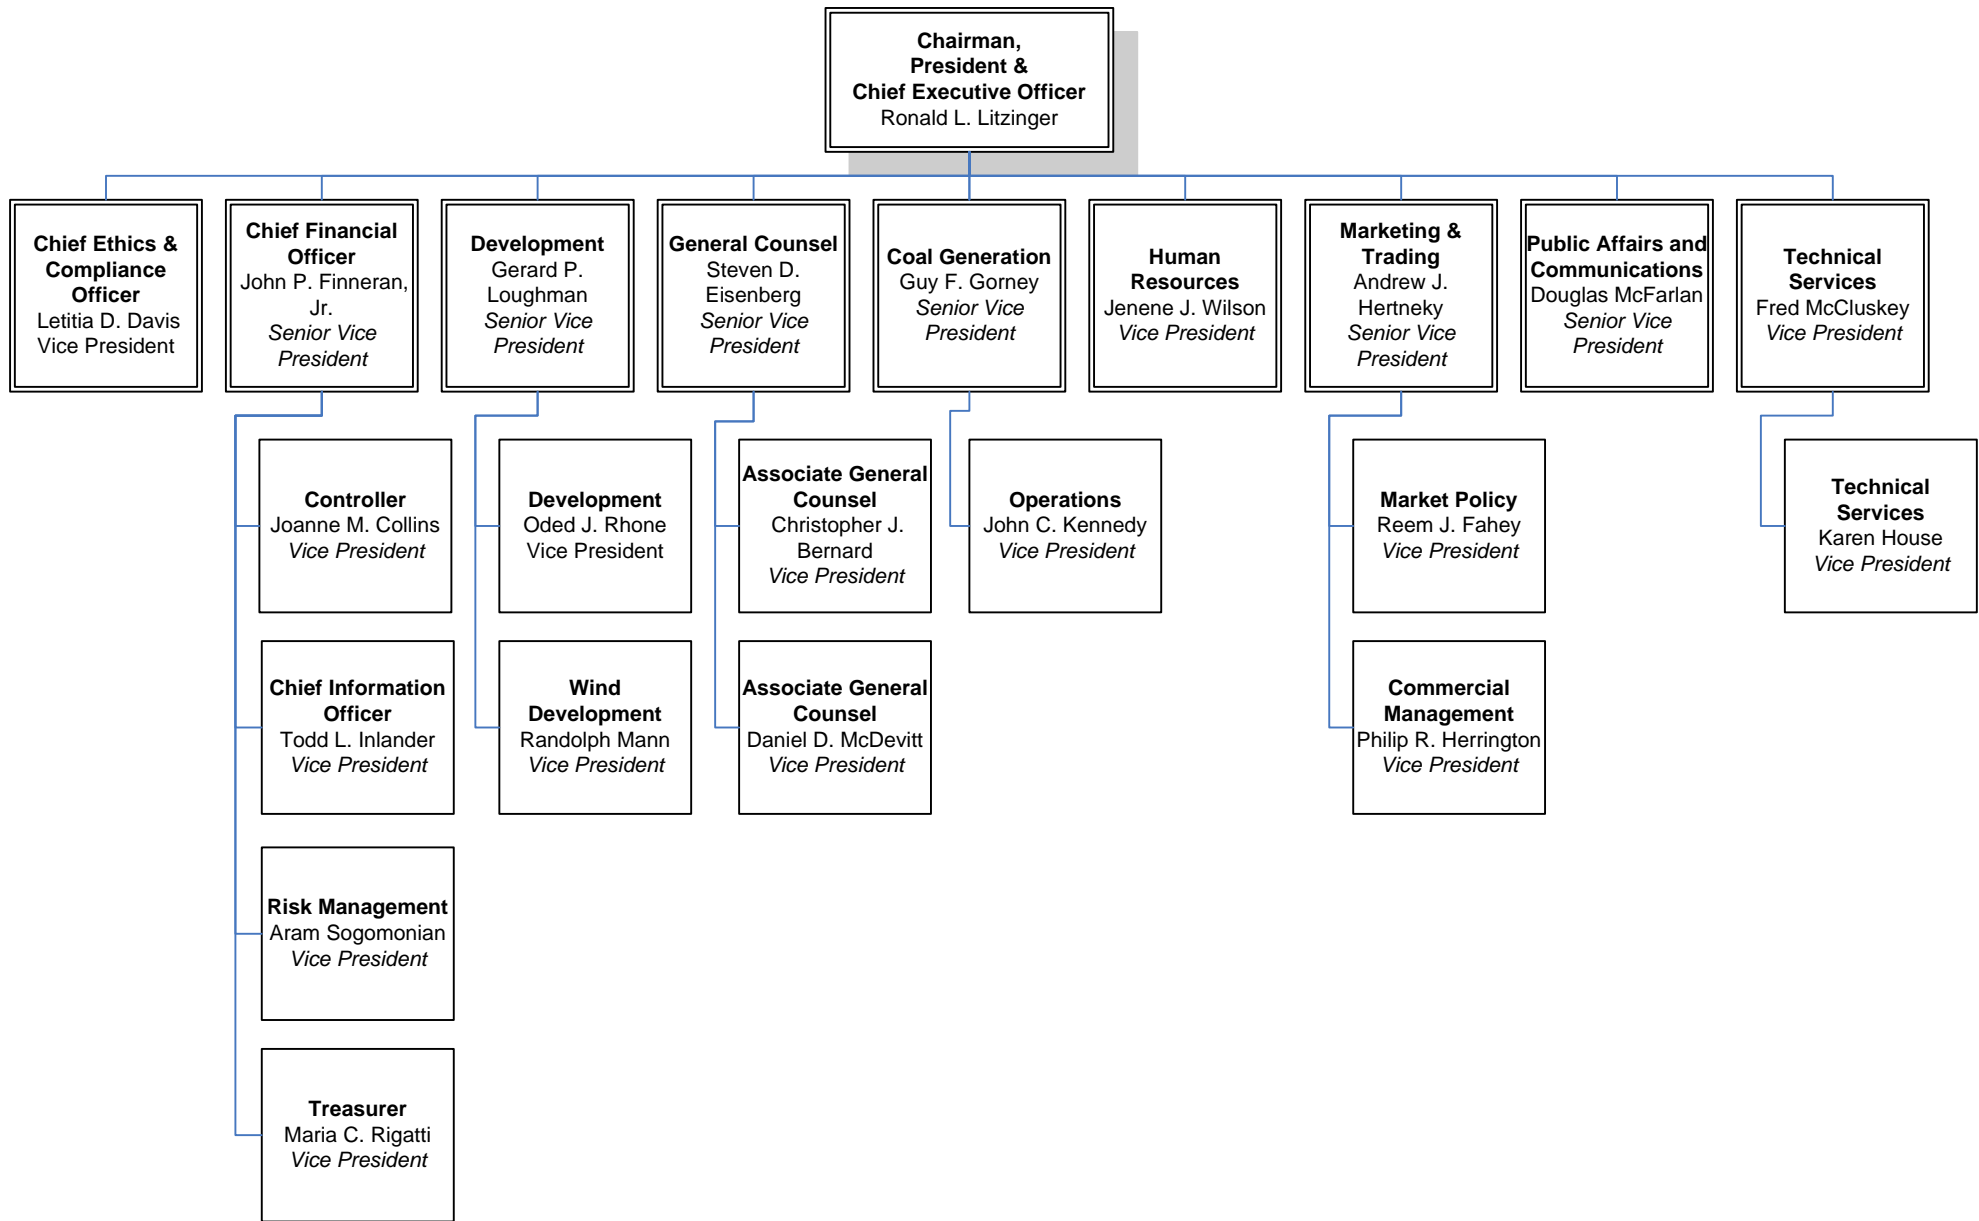 Chairman,
President &
Chief Executive Officer
Ronald L. Litzinger
Chief Ethics &
Compliance
Officer
Letitia D. Davis
Vice President
Chief Financial
Officer
John P. Finneran,
Jr.
Senior Vice
President
Development
Gerard P.
Loughman
Senior Vice
President
General Counsel
Steven D.
Eisenberg
Senior Vice
President
Coal Generation
Guy F. Gorney
Senior Vice
President
Human
Resources
Jenene J. Wilson
Vice President
Marketing &
Trading
Andrew J.
Hertneky
Senior Vice
President
Public Affairs and
Communications
Douglas McFarlan
Senior Vice
President
Technical
Services
Fred McCluskey
Vice President
Controller
Joanne M. Collins
Vice President
Development
Oded J. Rhone
Vice President
Associate General
Counsel
Christopher J.
Bernard
Vice President
Operations
John C. Kennedy
Vice President
Market Policy
Reem J. Fahey
Vice President
Technical
Services
Karen House
Vice President
Chief Information
Officer
Todd L. Inlander
Vice President
Wind
Development
Randolph Mann
Vice President
Associate General
Counsel
Daniel D. McDevitt
Vice President
Commercial
Management
Philip R. Herrington
Vice President
Risk Management
Aram Sogomonian
Vice President
Treasurer
Maria C. Rigatti
Vice President